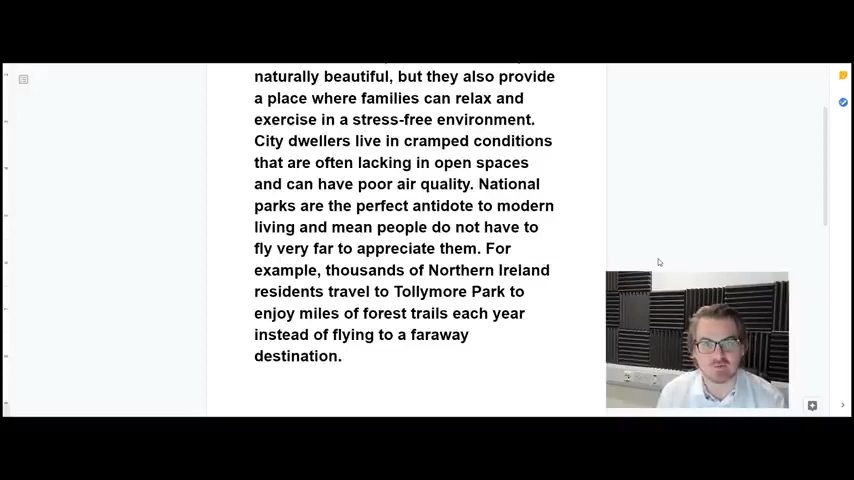 naturally beautiful, but they also provide
a place where families can relax and
exercise in a stress-free environment.
City dwellers live in cramped conditions
that are often lacking in open spaces
and can have poor air quality. National
parks are the perfect antidote to modern
living and mean people do not have to
fly very far to appreciate them. For
example, thousands of Northern Ireland
residents travel to Tollymore Park to
enjoy miles of forest trails each year
instead of flying to a faraway
destination.